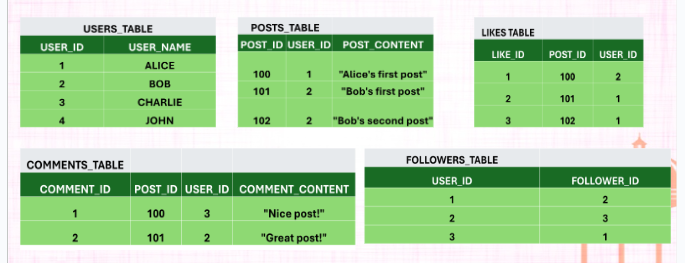 USERS_TABLE
USER_ID USER_NAME
1 ALICE
2 BOB
3 CHARLIE
4 JOHN
POSTS_TABLE
POST_ID USER_ID POST_CONTENT
100 1 "Alice's first post"
101 2 "Bob's first post"
102 2 "Bob's second post"
LIKES TABLE
LIKE_ID POST_ID USER_ID
1 100 2
2 101 1
3 102 1
COMMENTS_TABLE
COMMENT_ID POST_ID USER_ID COMMENT_CONTENT
1 100 3 "Nice post!"
2 101 2 "Great post!"
FOLLOWERS_TABLE
USER_ID FOLLOWER_ID
1 2
2 3
3 1